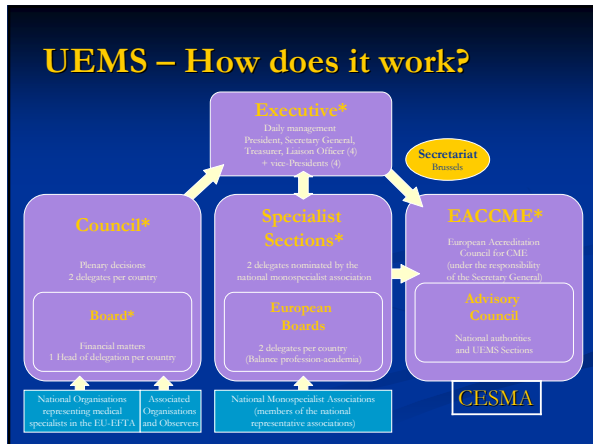 UEMS – How does it work?
Executive*
Daily management
President, Secretary General,
Treasurer, Liaison Officer (4)
+ vice-Presidents (4)
Secretariat
Brussels
Council*
Plenary decisions
2 delegates per country
Board*
Financial matters
1 Head of delegation per country
Specialist
Sections*
2 delegates nominated by the
national monospecialist association
European
Boards
2 delegates per country
(Balance profession-academia)
EACCME*
European Accreditation
Council for CME
(under the responsibility
of the Secretary General)
Advisory
Council
National authorities
and UEMS Sections
National Organisations
representing medical
specialists in the EU-EFTA
Associated
Organisations
and Observers
National Monospecialist Associations
(members of the national
representative associations)
CESMA